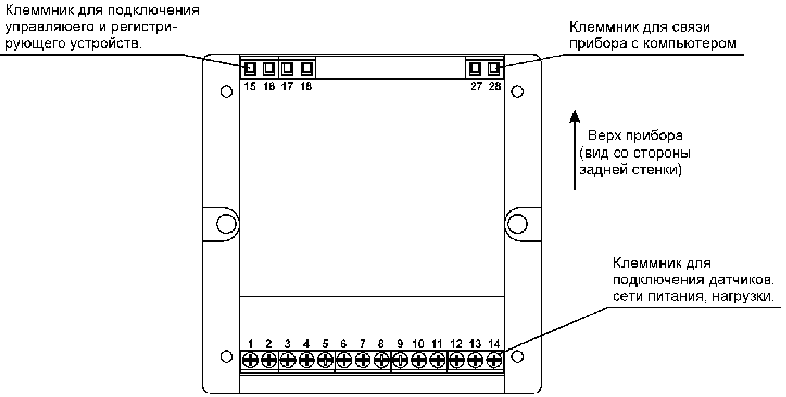 Клеммник для подключения
управляюего и регистри-
рующего устройств.
Клеммник для связи
прибора с компьютером
15 16 17 18
27 28
Верх прибора
(вид со стороны
задней стенки)
Клеммник для
подключения датчиков,
сети питания, нагрузки.
1 2 3 4 5 6 7 8 9 10 11 12 13 14